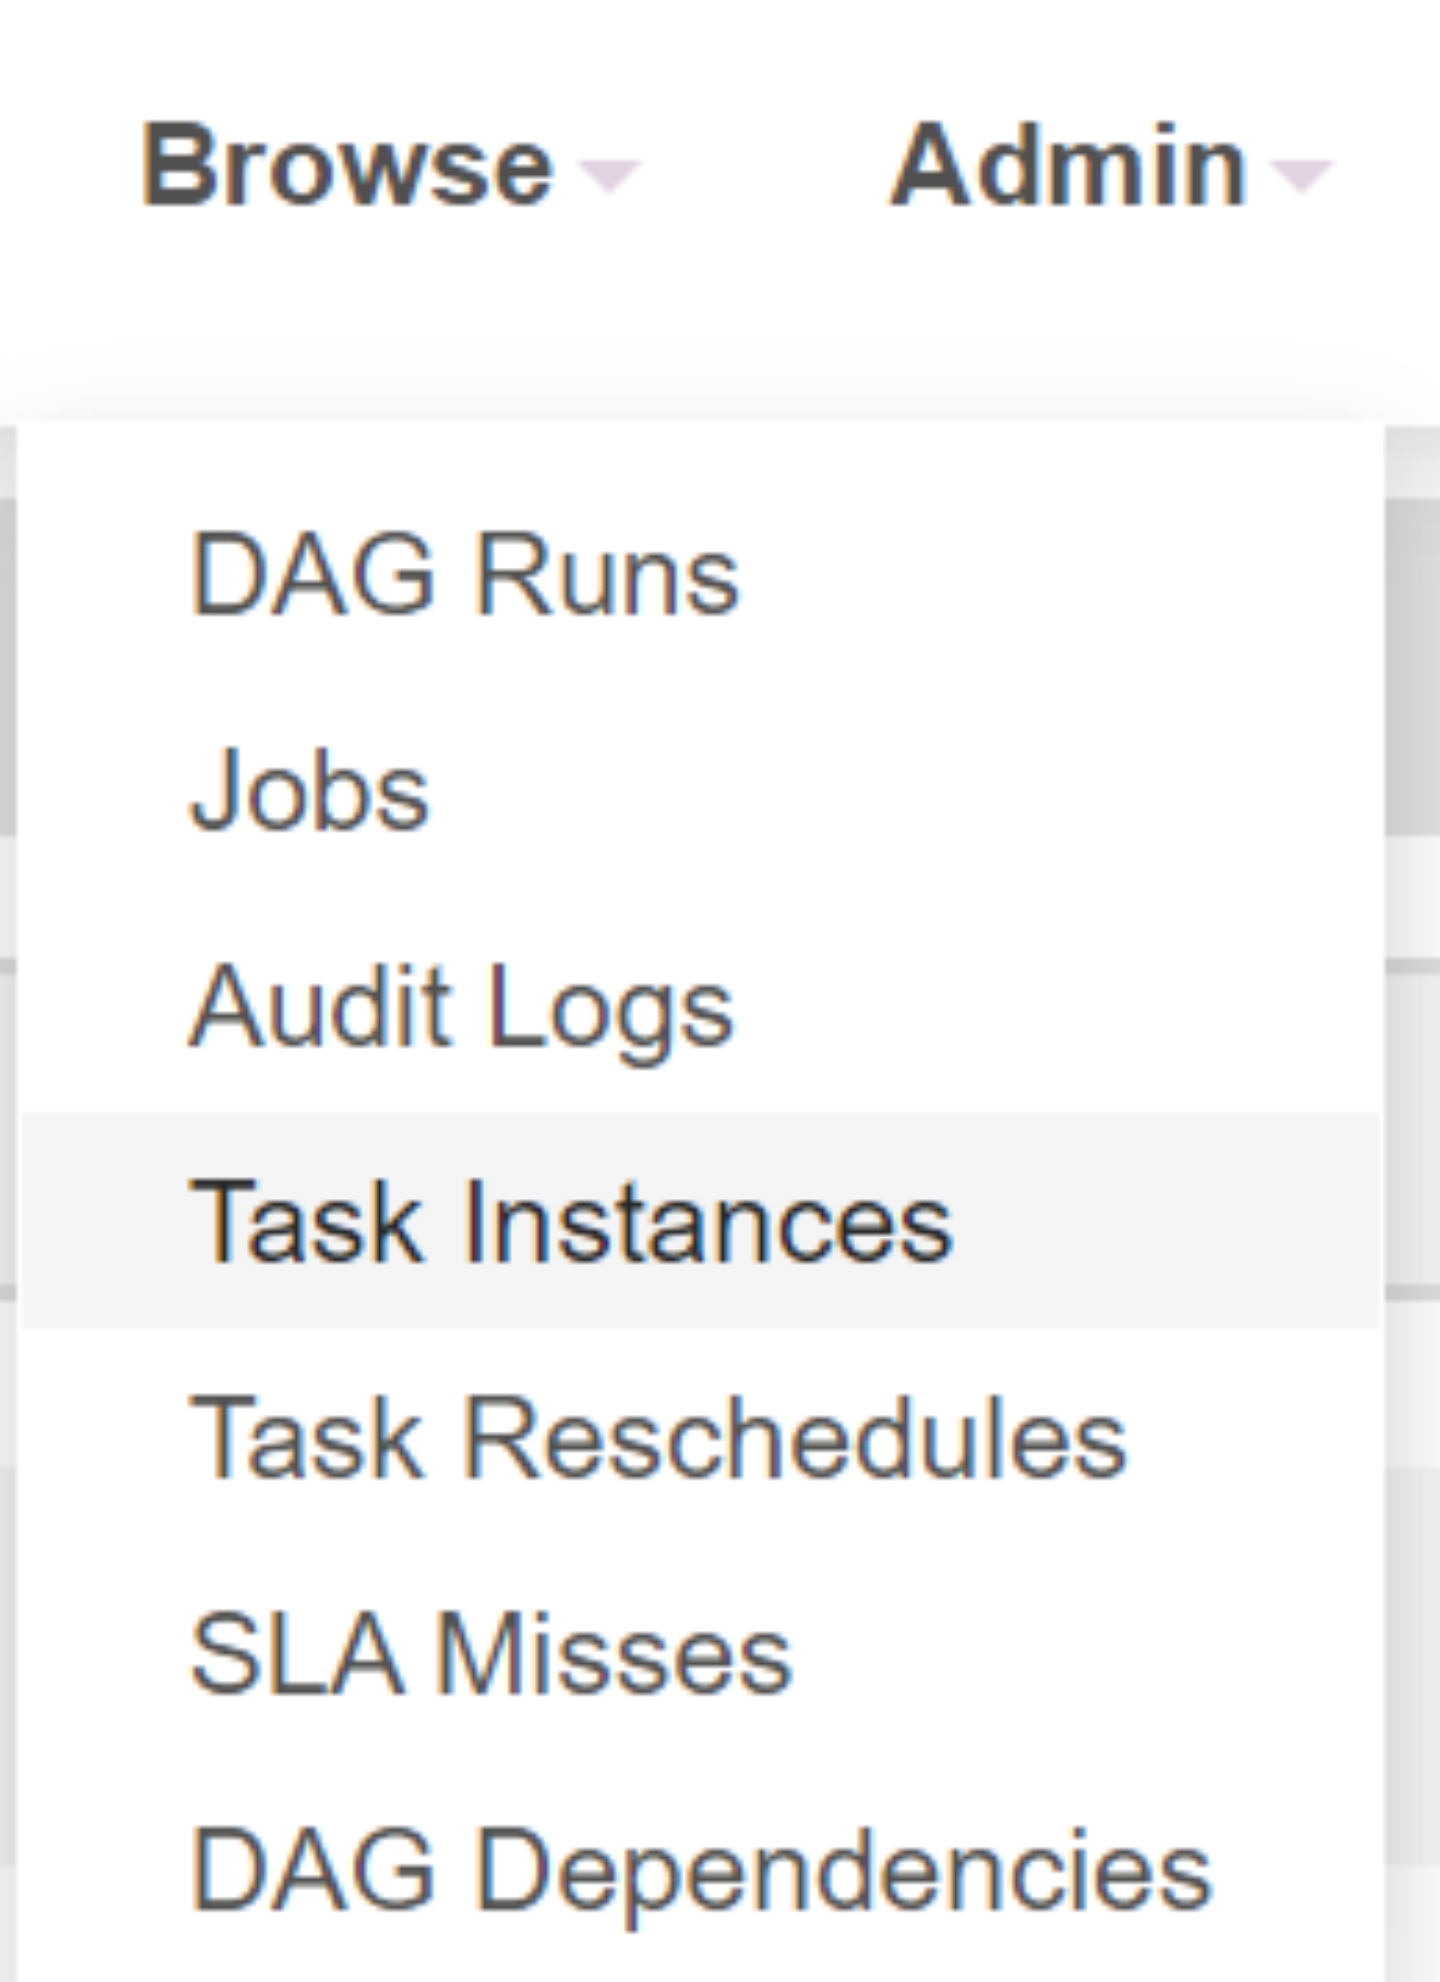 Browse Admin
DAG Runs
Jobs
Audit Logs
Task Instances
Task Reschedules
SLA Misses
DAG Dependencies